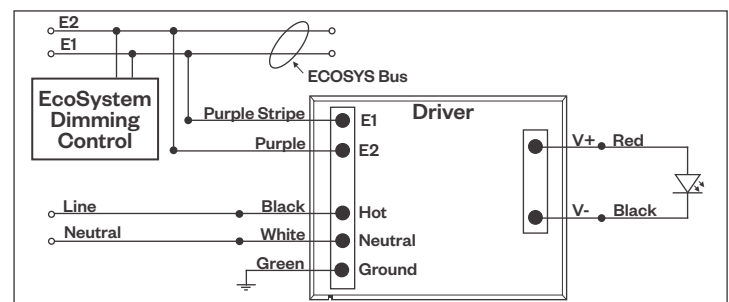 E2
E1
ECOSYS Bus
EcoSystem
Dimming
Control
Purple Stripe
E1
Driver
Purple
E2
V+
Red
Line
Black
Hot
V-
Black
Neutral
White
Neutral
Green
Ground